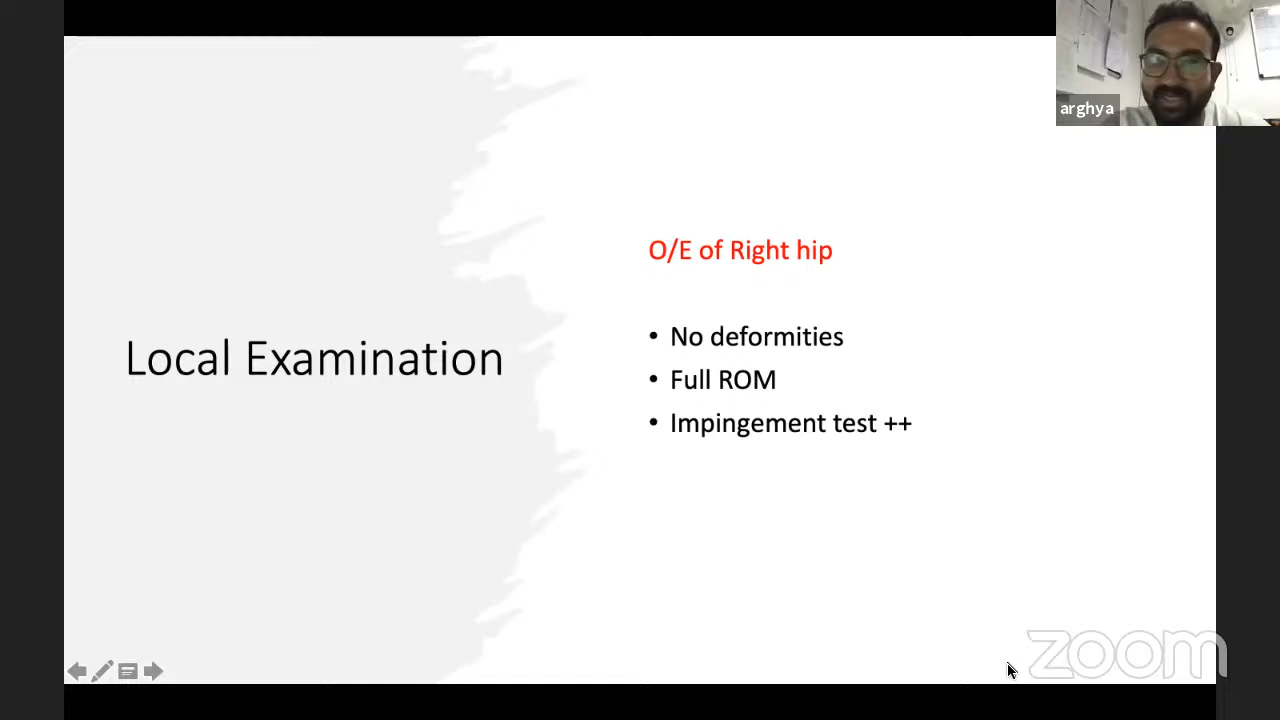 arghya
O/E of Right hip
Local Examination
• No deformities
• Full ROM
• Impingement test ++
zoom